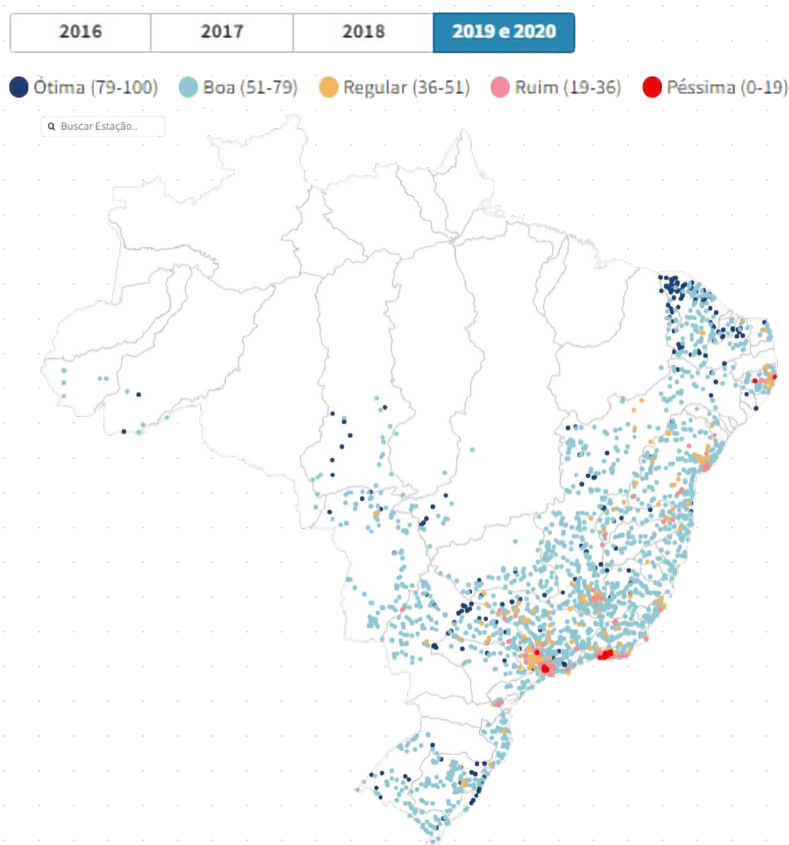 2016 2017 2018 2019 e 2020
Ótima (79-100) Boa (51-79) Regular (36-51) Ruim (19-36) Péssima (0-19)
Buscar Estação..